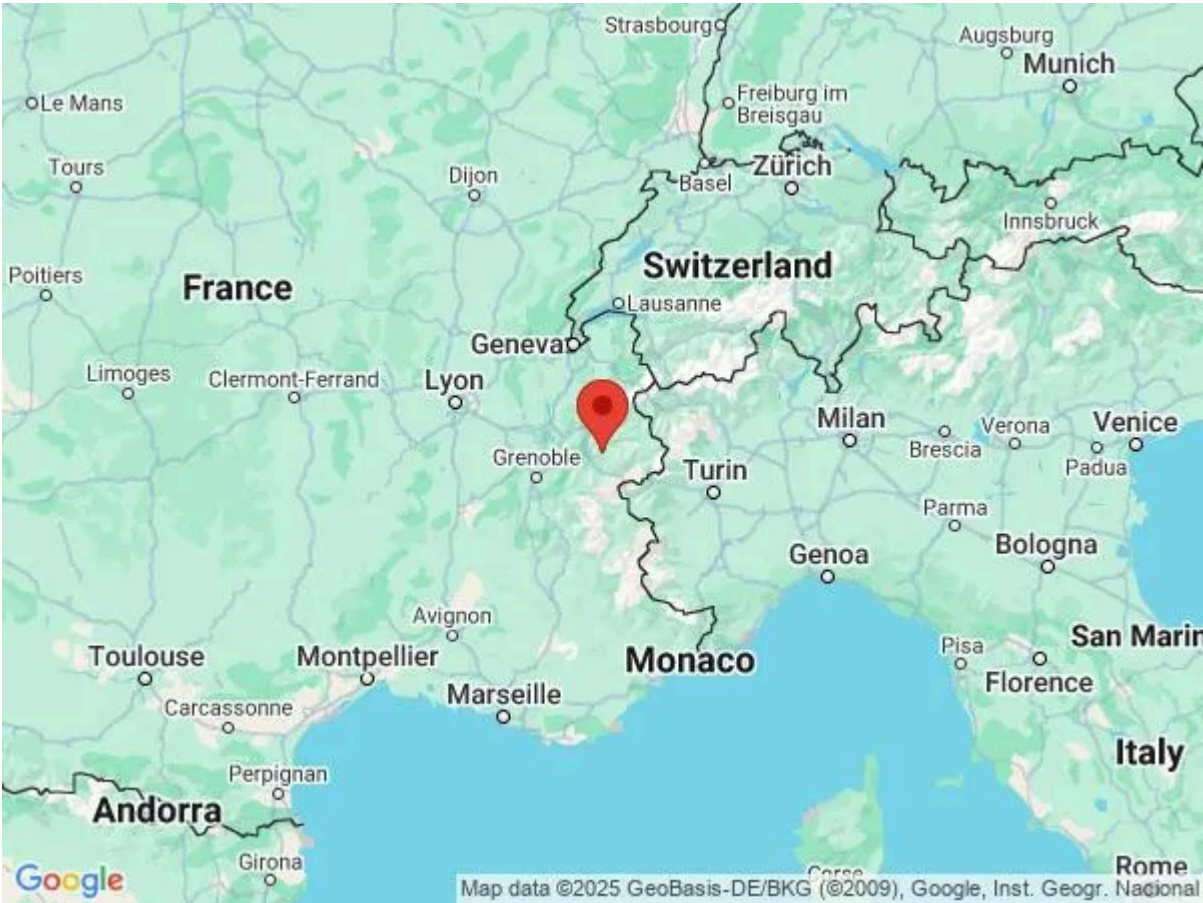 Strasbourg
Augsburg
Munich
Le Mans
Freiburg im
Breisgau
Tours
Dijon
Basel
Zürich
Innsbruck
Poitiers
France
Switzerland
Lausanne
Geneva
Limoges
Clermont-Ferrand
Lyon
Milan
Verona
Venice
Brescia
Padua
Grenoble
Turin
Parma
Genoa
Bologna
Avignon
Toulouse
Montpellier
Monaco
Pisa
San Marin
Florence
Carcassonne
Marseille
Italy
Perpignan
Andorra
Girona
Corse
Rome
Google
Map data ©2025 GeoBasis-DE/BKG (©2009), Google, Inst. Geogr. Nacional